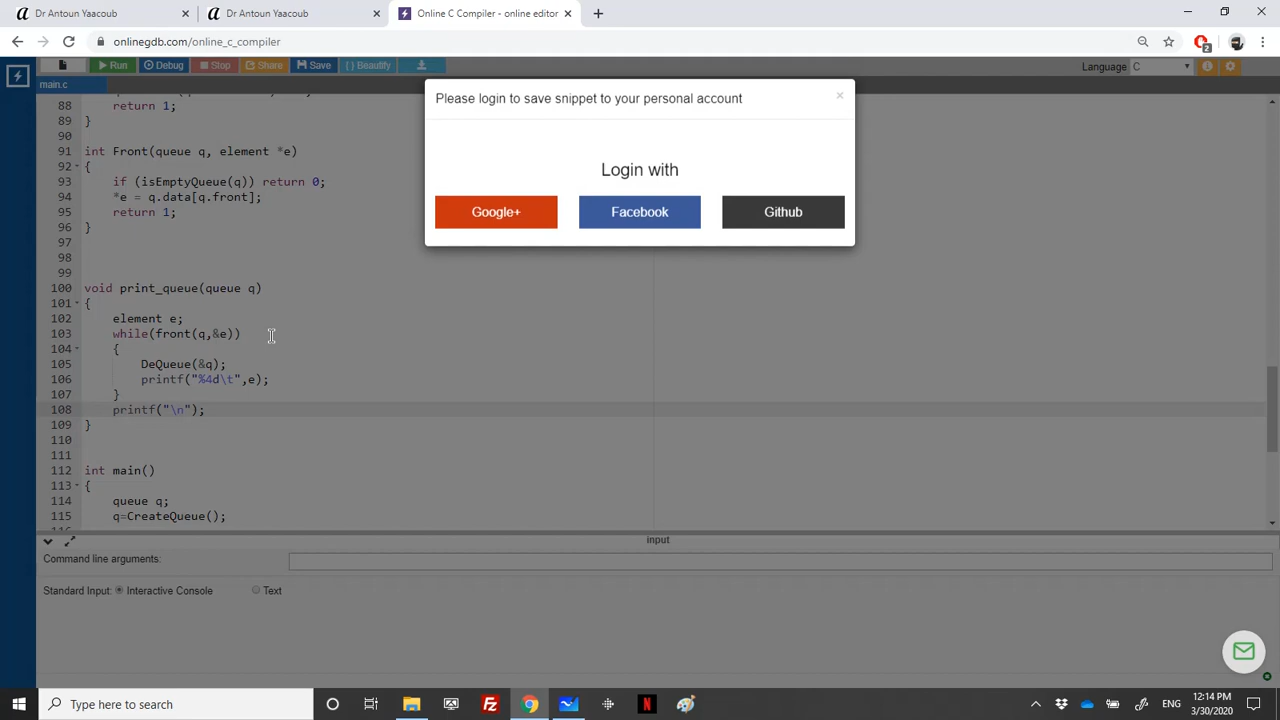 Dr Antoun Yaacoub
Dr Antoun Yaacoub
Online C Compiler - online editor
onlinegdb.com/online_c_compiler
2
Run
Debug
Stop
Share
Save
{ } Beautify
Language C
main.c
Please login to save snippet to your personal account
×
Login with
Google+
Facebook
Github
88 return 1;
89 }
90
91 int Front(queue q, element *e)
92 {
93 if (isEmptyQueue(q)) return 0;
94 *e = q.data[q.front];
95 return 1;
96 }
97
98
99
100 void print_queue(queue q)
101 {
102 element e;
103 while(front(q,&e))
104 {
105 DeQueue(&q);
106 printf("%4d\t",e);
107 }
108 printf("\n");
109 }
110
111
112 int main()
113 {
114 queue q;
115 q=CreateQueue();
input
Command line arguments:
Standard Input: Interactive Console Text
Type here to search
ENG
12:14 PM
3/30/2020